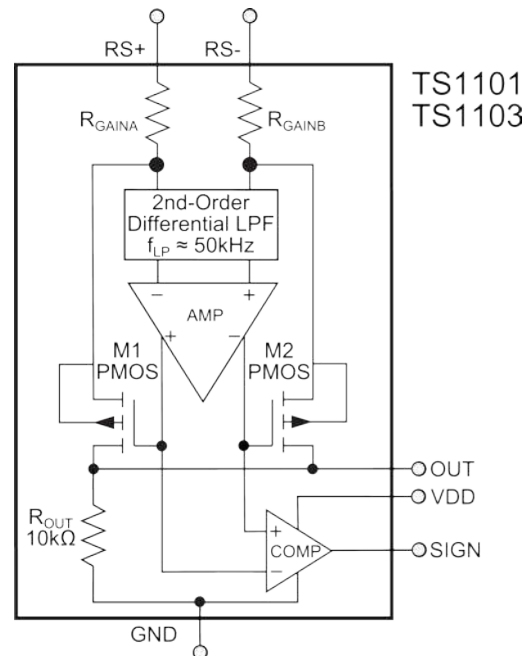 RS+ RS-
TS1101
TS1103
RGAINA RGAINB
2nd-Order
Differential LPF
fLP ≈ 50kHz
− +
AMP
+ −
M1 M2
PMOS PMOS
OUT
VDD
ROUT
10kΩ
+
COMP
−
SIGN
GND